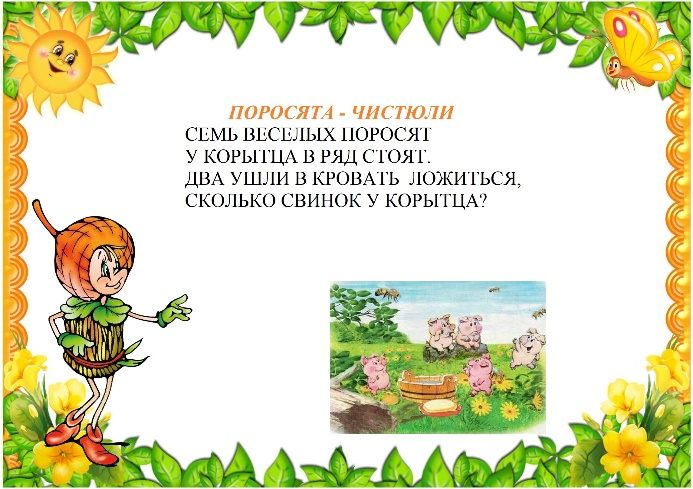 ПОРОСЯТА - ЧИСТЮЛИ
СЕМЬ ВЕСЕЛЫХ ПОРОСЯТ
У КОРЫТЦА В РЯД СТОЯТ.
ДВА УШЛИ В КРОВАТЬ ЛОЖИТЬСЯ,
СКОЛЬКО СВИНОК У КОРЫТЦА?